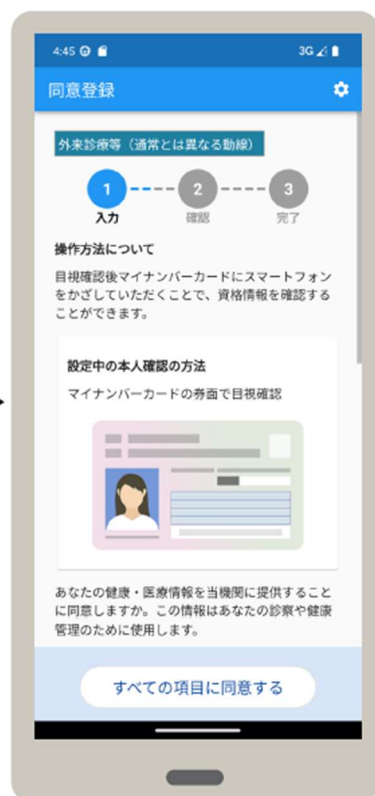 4:45
3G
同意登録
外来診療等（通常とは異なる動線）
1 2 3
入力 確認 完了
操作方法について
目視確認後マイナンバーカードにスマートフォン
をかざしていただくことで、資格情報を確認する
ことができます。
設定中の本人確認の方法
マイナンバーカードの券面で目視確認
あなたの健康・医療情報を当機関に提供すること
に同意しますか。この情報はあなたの診察や健康
管理のために使用します。
すべての項目に同意する